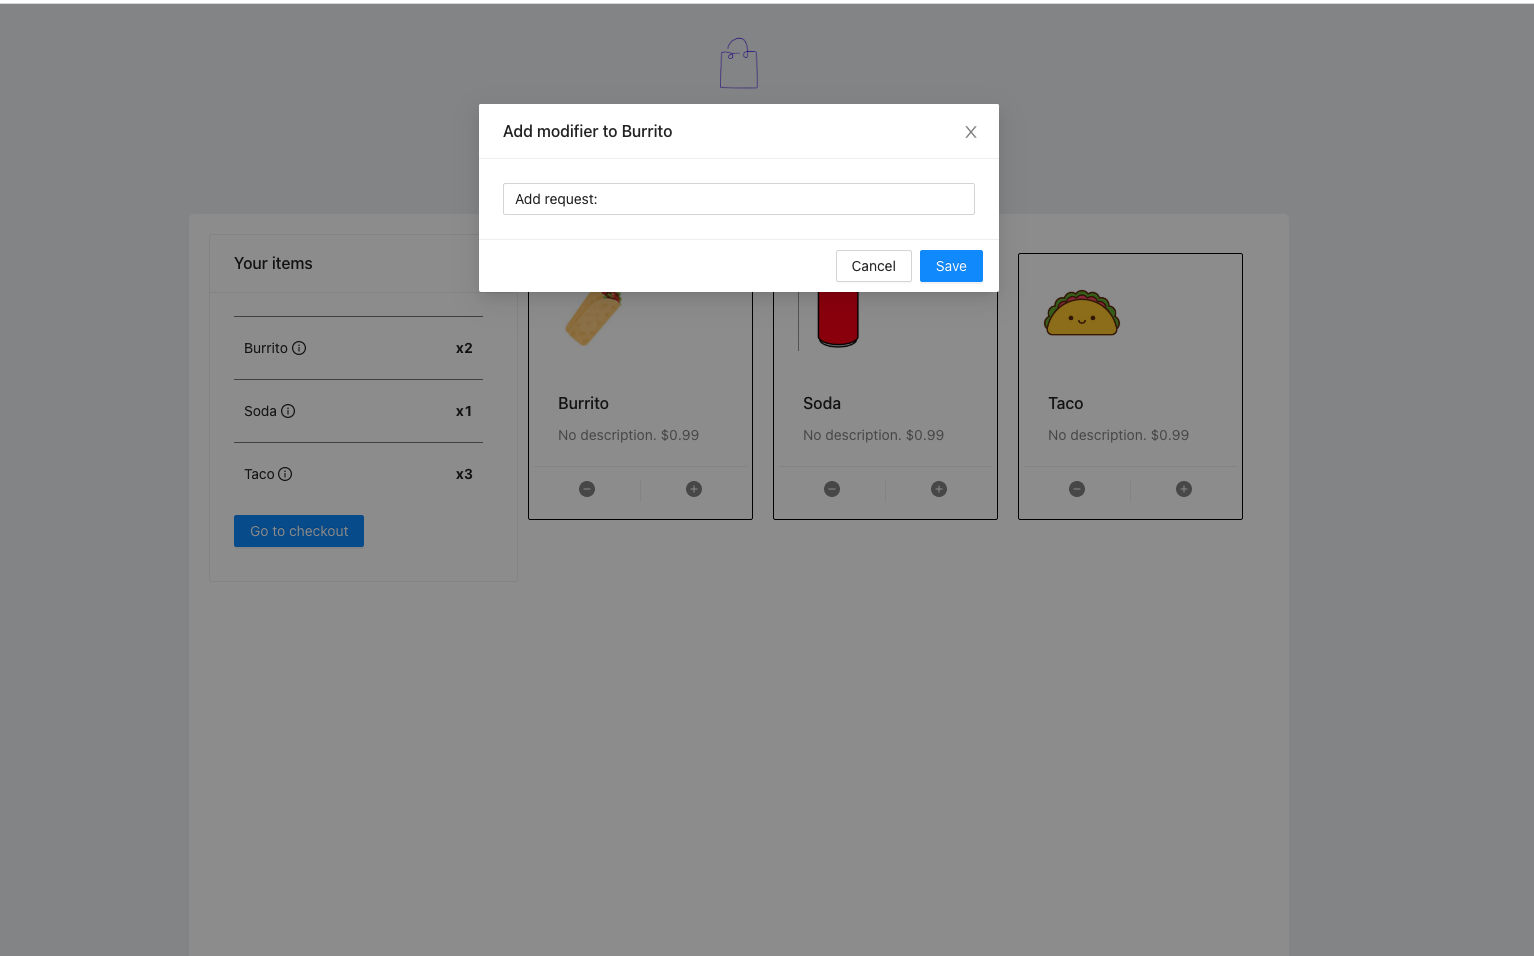 Add modifier to Burrito
Add request:
Cancel
Save
Your items
Burrito
x2
Soda
x1
Taco
x3
Go to checkout
Burrito
No description. $0.99
Soda
No description. $0.99
Taco
No description. $0.99